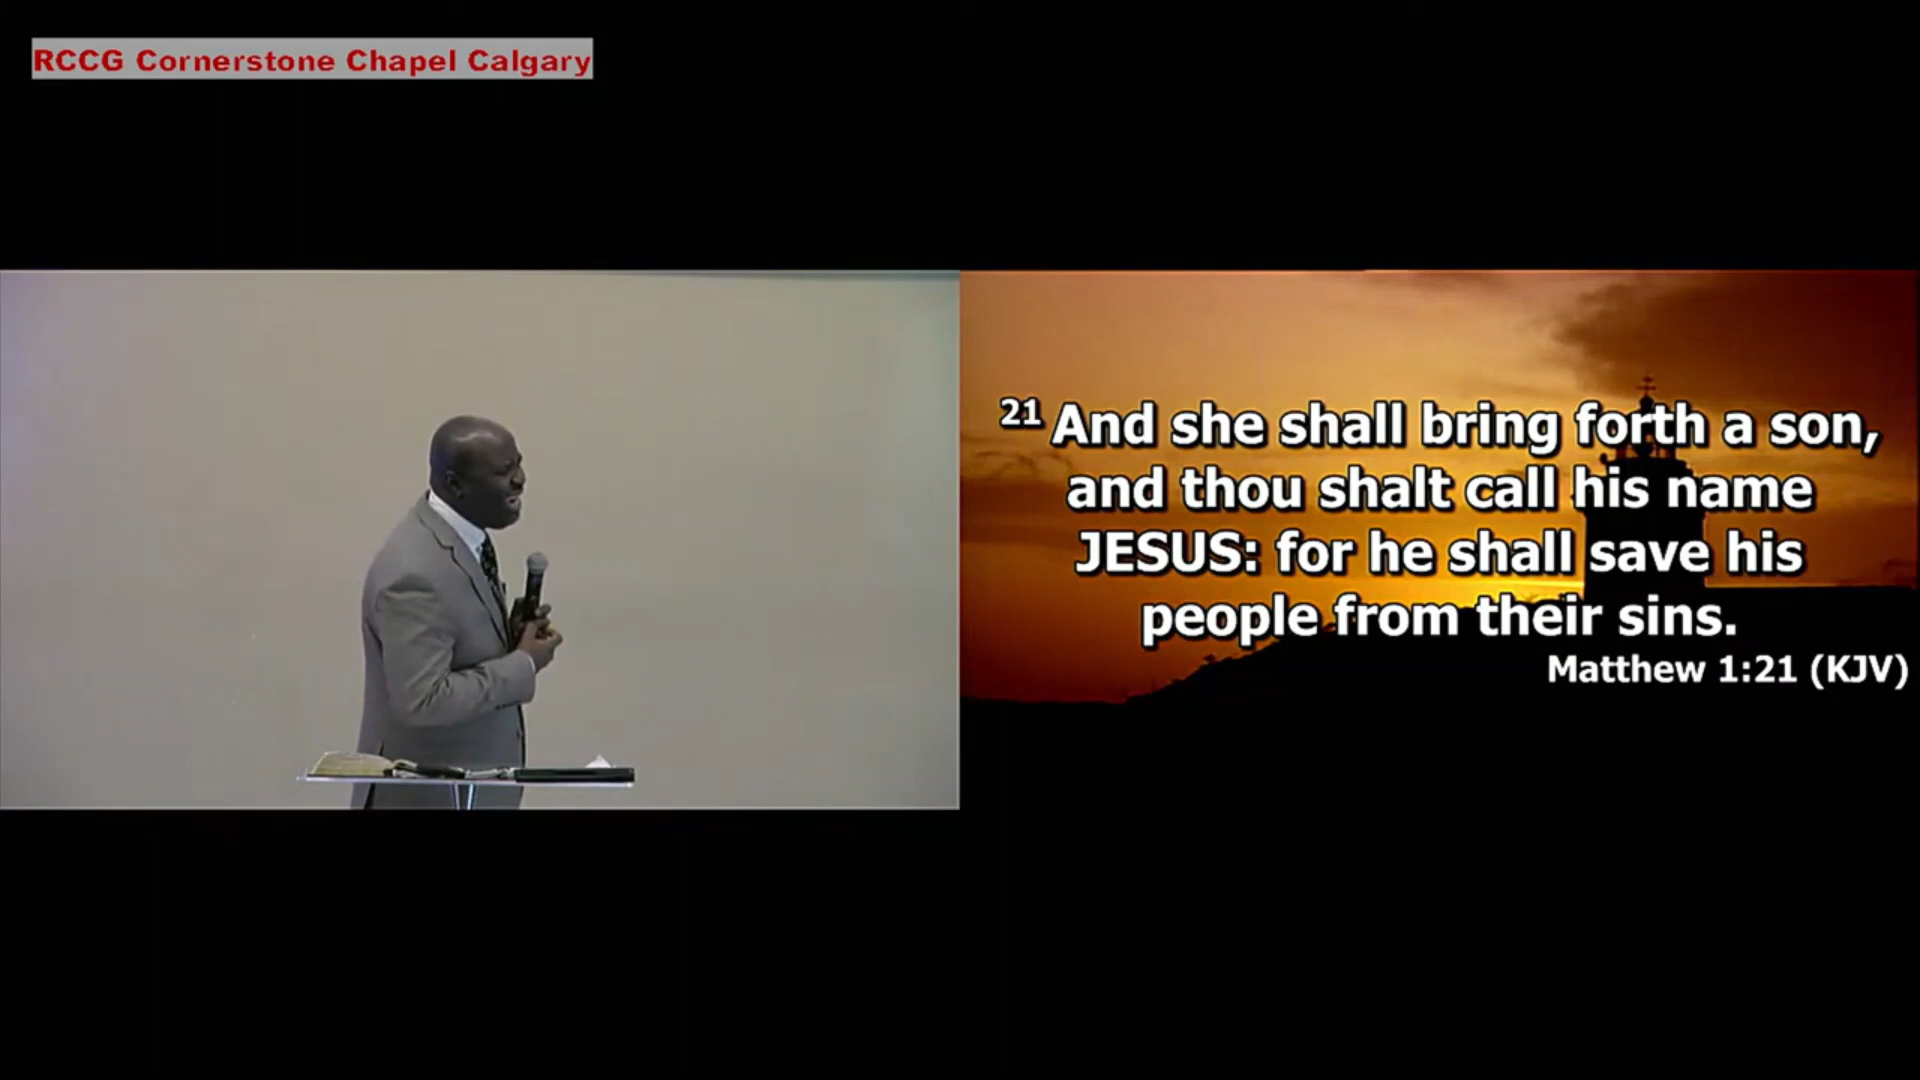 RCCG Cornerstone Chapel Calgary
21 And she shall bring forth a son,
and thou shalt call his name
JESUS: for he shall save his
people from their sins.
Matthew 1:21 (KJV)